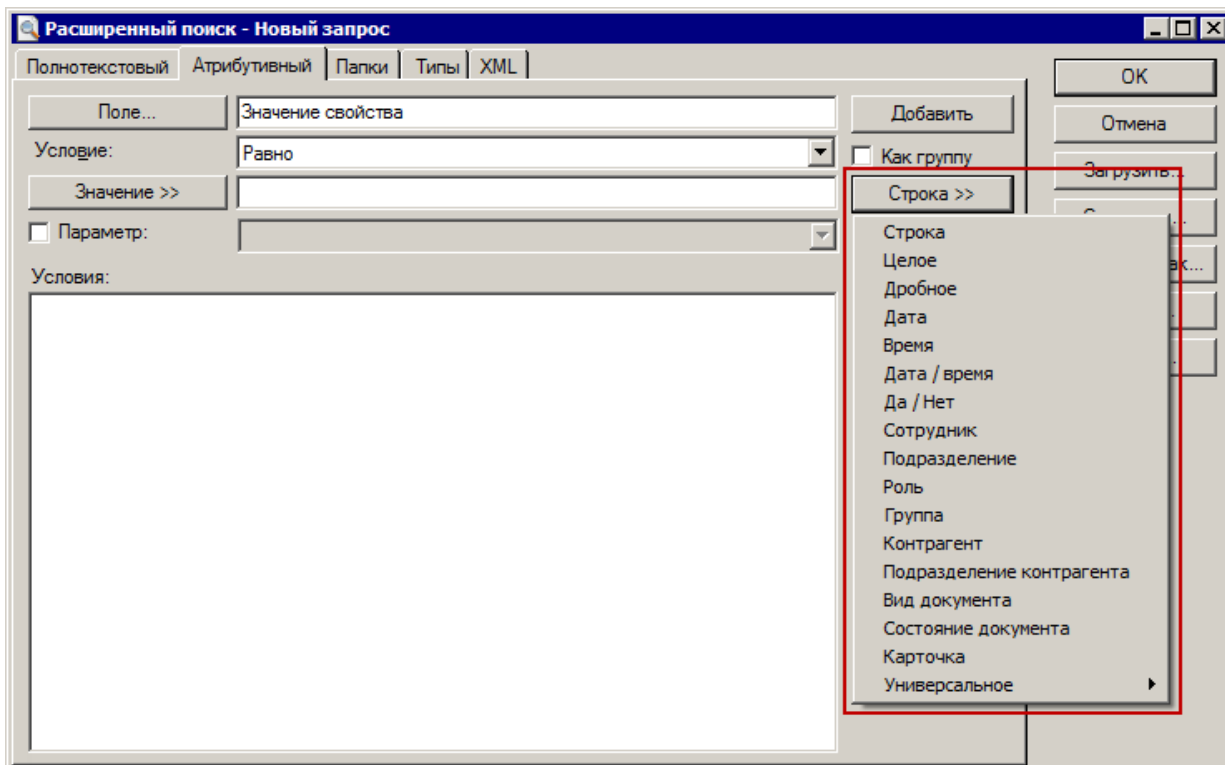 Расширенный поиск - Новый запрос
Полнотекстовый Атрибутивный Папки Типы XML
OK
Поле... Значение свойства Добавить
Отмена
Условие: Равно Как группу
Загрузить...
Значение >> Строка >>
Параметр:
Условия:
Строка
Целое
Дробное
Дата
Время
Дата / время
Да / Нет
Сотрудник
Подразделение
Роль
Группа
Контрагент
Подразделение контрагента
Вид документа
Состояние документа
Карточка
Универсальное